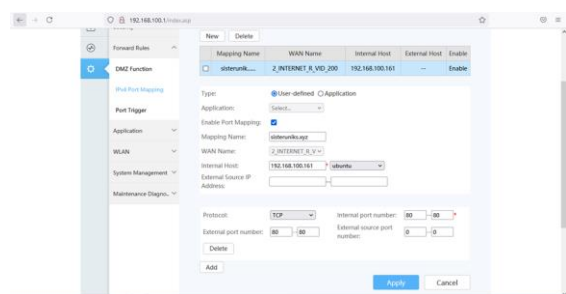 192.168.100.1/index.asp
New Delete
Forward Rules
Mapping Name WAN Name Internal Host External Host Enable
DMZ Function
sisterunik..... 2_INTERNET_R_VID_200 192.168.100.161 -- Enable
IPv4 Port Mapping
Type: User-defined Application
Port Trigger
Application: Select...
Enable Port Mapping:
Application
Mapping Name: sisteruniks.xyz
WLAN
WAN Name: 2_INTERNET_R_V
Internal Host: 192.168.100.161 * ubuntu
System Management
External Source IP Address: --
Maintenance Diagno...
Protocol: TCP Internal port number: 80 -- 80 *
External port number: 80 -- 80 External source port number: 0 -- 0
Delete
Add
Apply Cancel